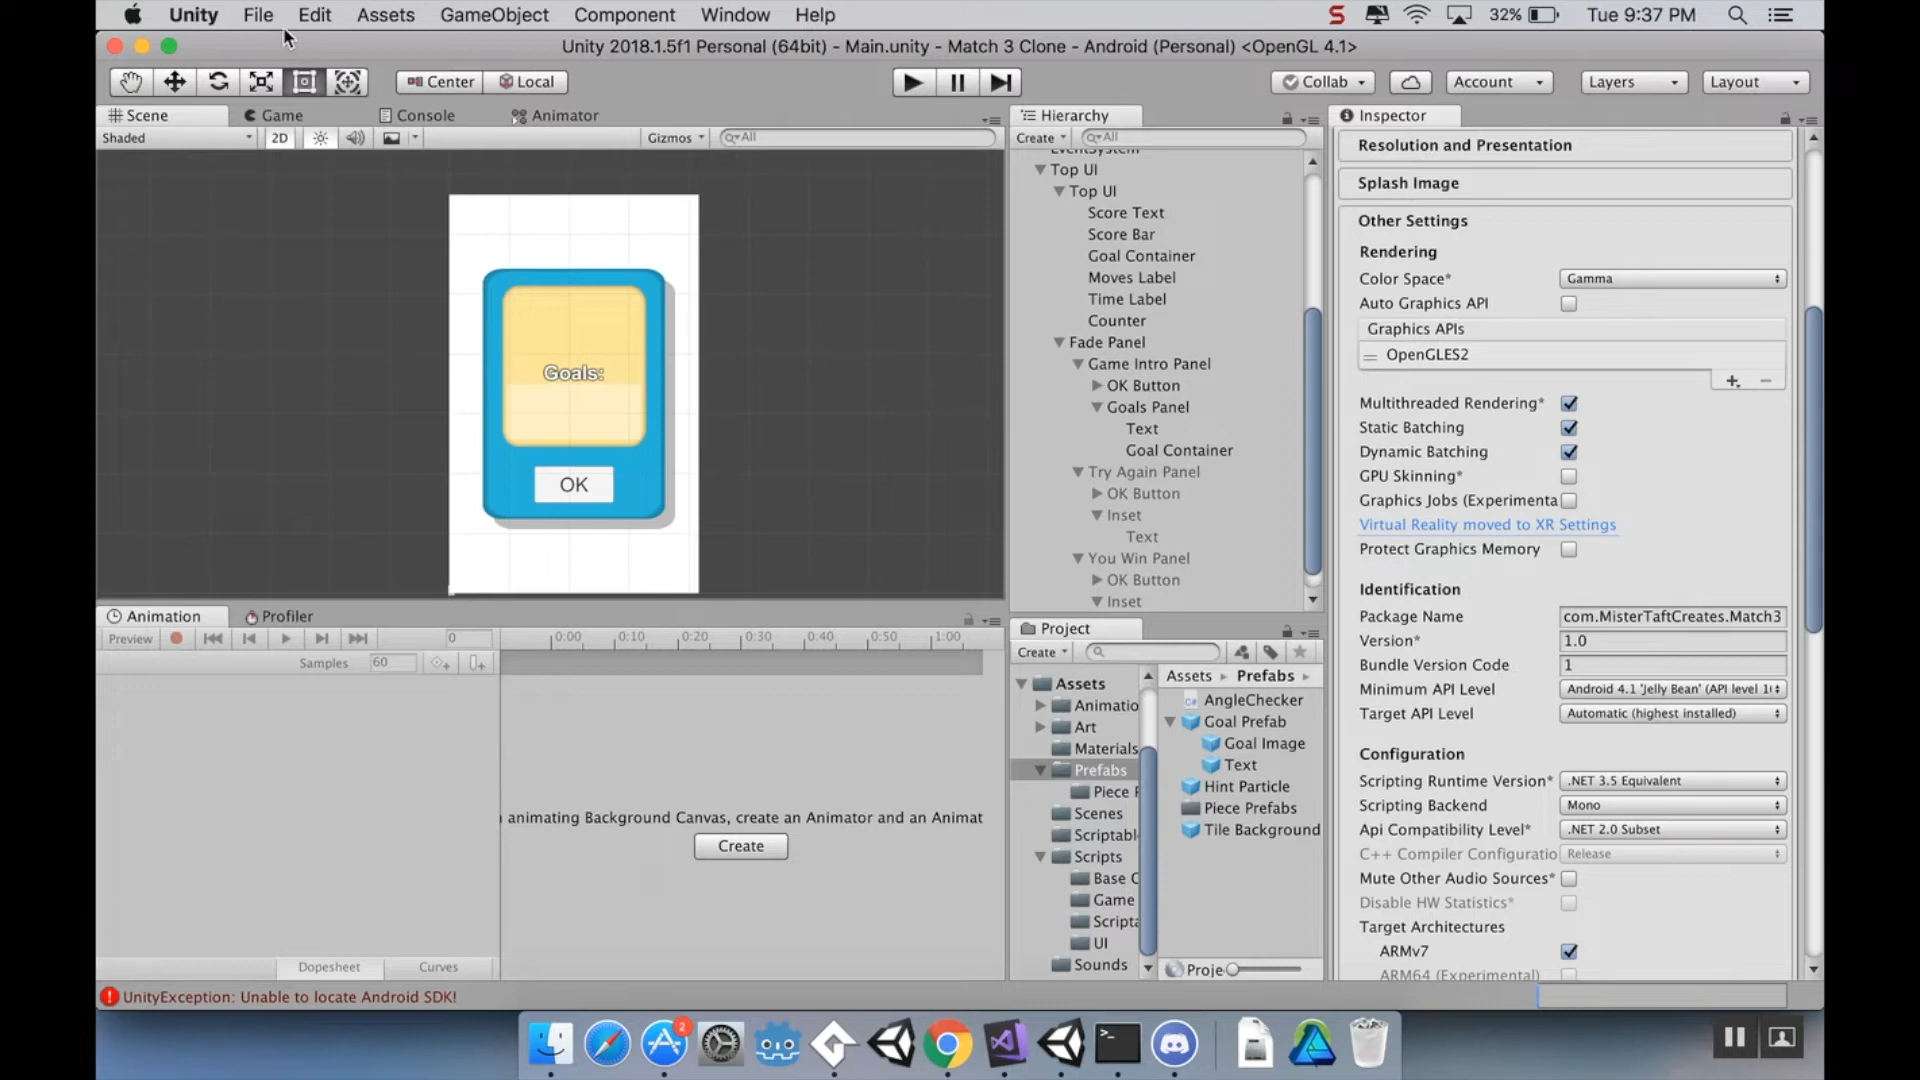 Unity File Edit Assets GameObject Component Window Help
S 32% Tue 9:37 PM
Unity 2018.1.5f1 Personal (64bit) - Main.unity - Match 3 Clone - Android (Personal) <OpenGL 4.1>
Center Local
Collab Account Layers Layout
Scene Game Console Animator
Shaded 2D Gizmos All
Goals:
OK
Animation Profiler
Preview 0
0:00 0:10 0:20 0:30 0:40 0:50 1:00
Samples 60
animating Background Canvas, create an Animator and an Animat
Create
Dopesheet Curves
UnityException: Unable to locate Android SDK!
Hierarchy
Create All
EventSystem
Top UI
Top UI
Score Text
Score Bar
Goal Container
Moves Label
Time Label
Counter
Fade Panel
Game Intro Panel
OK Button
Goals Panel
Text
Goal Container
Try Again Panel
OK Button
Inset
Text
You Win Panel
OK Button
Inset
Project
Create
Assets
Animatio
Art
Materials
Prefabs
Piece P
Scenes
Scriptabl
Scripts
Base C
Game
Scripta
UI
Sounds
Assets Prefabs
C#
AngleChecker
Goal Prefab
Goal Image
Text
Hint Particle
Piece Prefabs
Tile Background
Proje
Inspector
Resolution and Presentation
Splash Image
Other Settings
Rendering
Color Space* Gamma
Auto Graphics API
Graphics APIs
OpenGLES2
Multithreaded Rendering*
Static Batching
Dynamic Batching
GPU Skinning*
Graphics Jobs (Experimenta
Virtual Reality moved to XR Settings
Protect Graphics Memory
Identification
Package Name com.MisterTaftCreates.Match3
Version* 1.0
Bundle Version Code 1
Minimum API Level Android 4.1 'Jelly Bean' (API level 1
Target API Level Automatic (highest installed)
Configuration
Scripting Runtime Version* .NET 3.5 Equivalent
Scripting Backend Mono
Api Compatibility Level* .NET 2.0 Subset
C++ Compiler Configuratio Release
Mute Other Audio Sources*
Disable HW Statistics*
Target Architectures
ARMv7
ARM64 (Experimental)
2